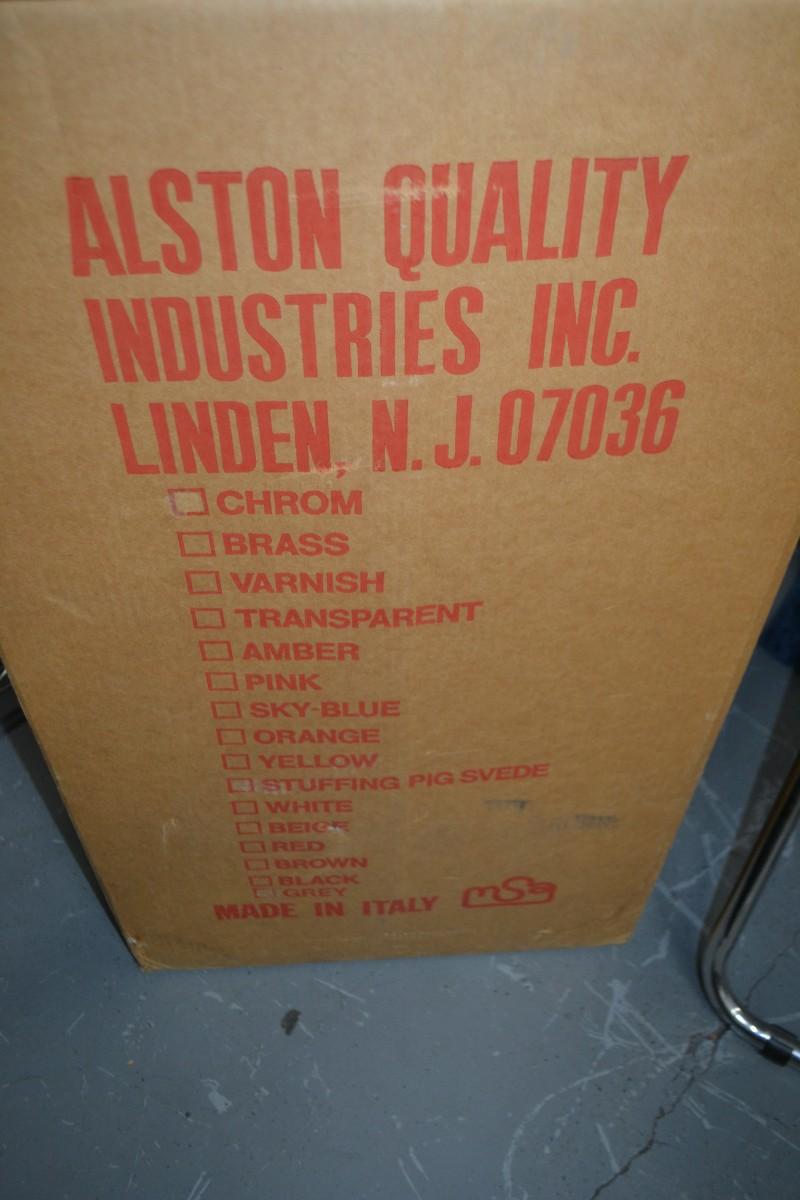 ALSTON QUALITY
INDUSTRIES INC.
LINDEN, N.J. 07036
CHROM
BRASS
VARNISH
TRANSPARENT
AMBER
PINK
SKY-BLUE
ORANGE
YELLOW
STUFFING PIG SVEDE
WHITE
BEIGE
RED
BROWN
BLACK
GREY
MADE IN ITALY